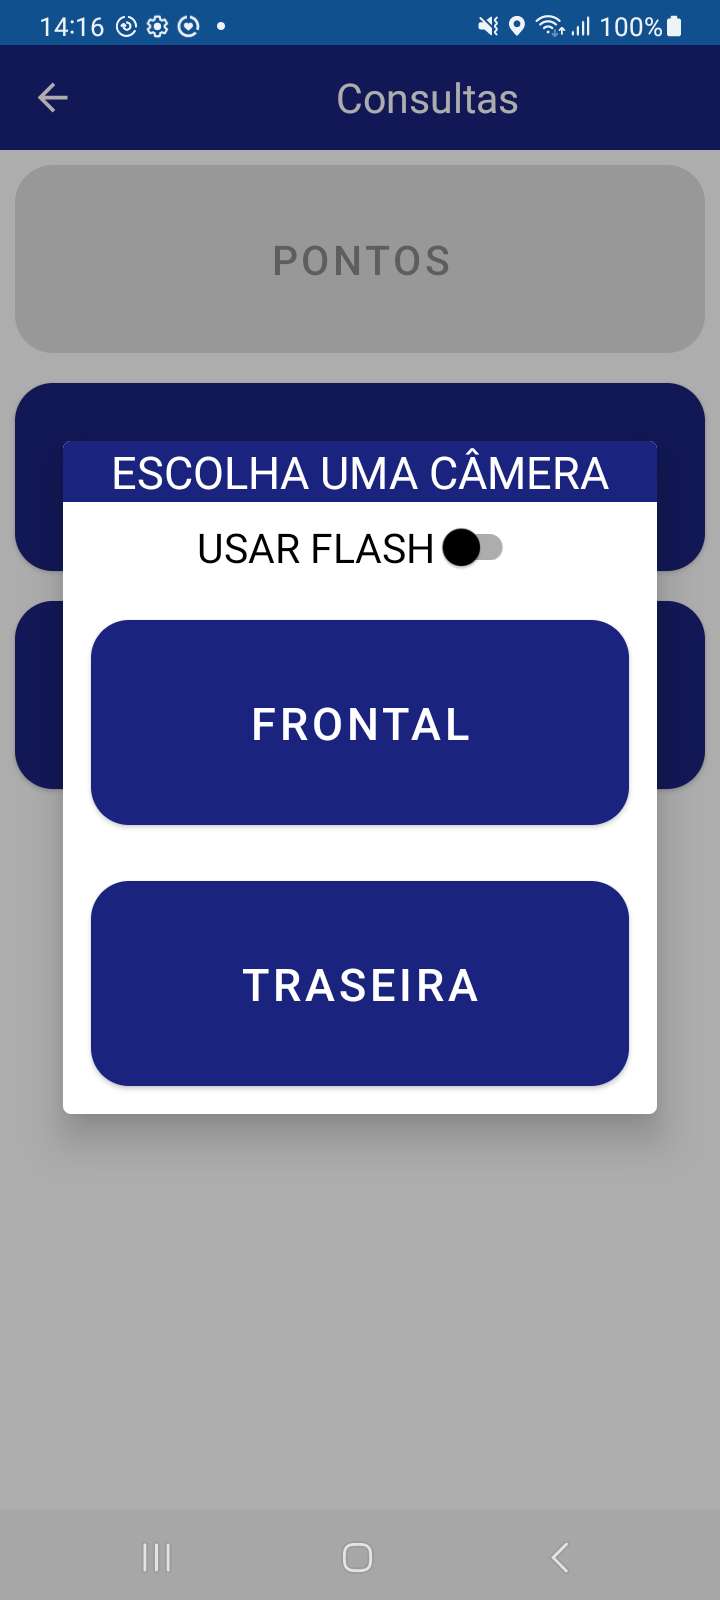 14:16 100%
Consultas
PONTOS
ESCOLHA UMA CÂMERA
USAR FLASH
FRONTAL
TRASEIRA